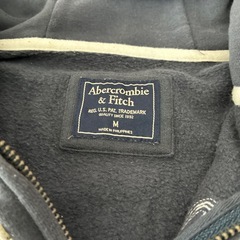 Abercrombie
& Fitch
REG. U.S. PAT. TRADEMARK
QUALITY SINCE 1892
M
MADE IN PHILIPPINES